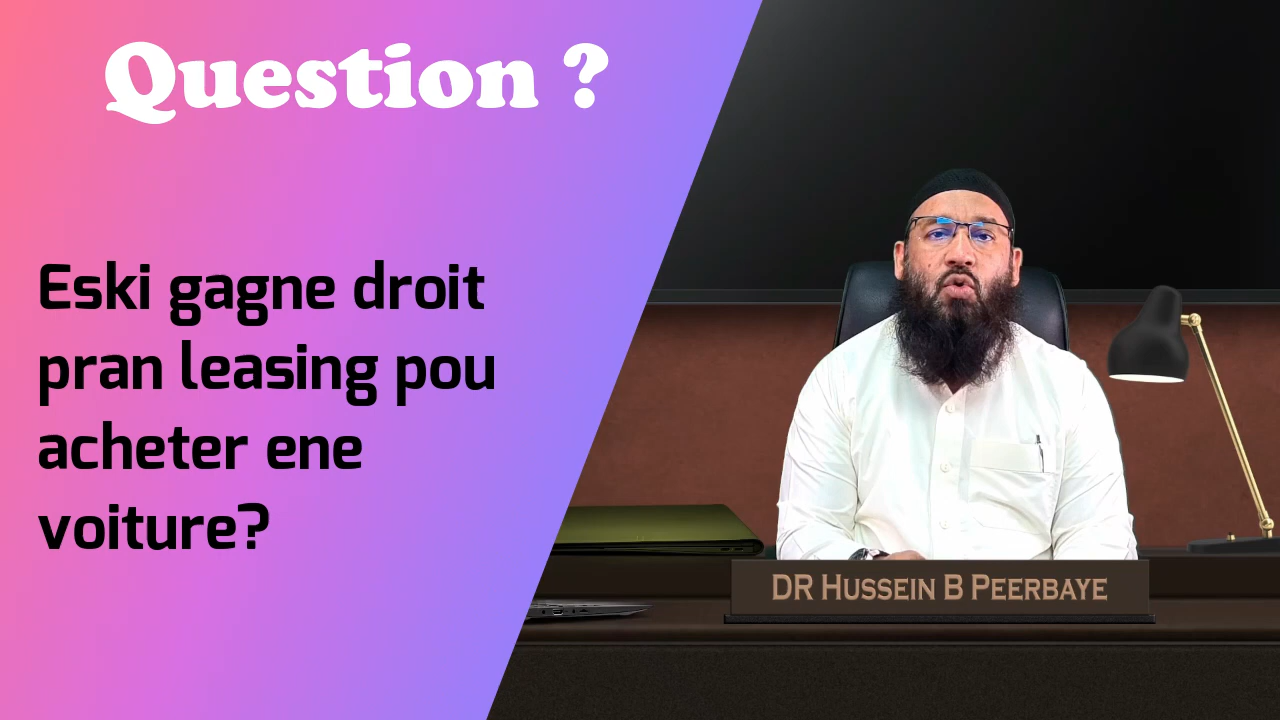 Question ?
Eski gagne droit
pran leasing pou
acheter ene
voiture?
DR HUSSEIN B PEERBAYE